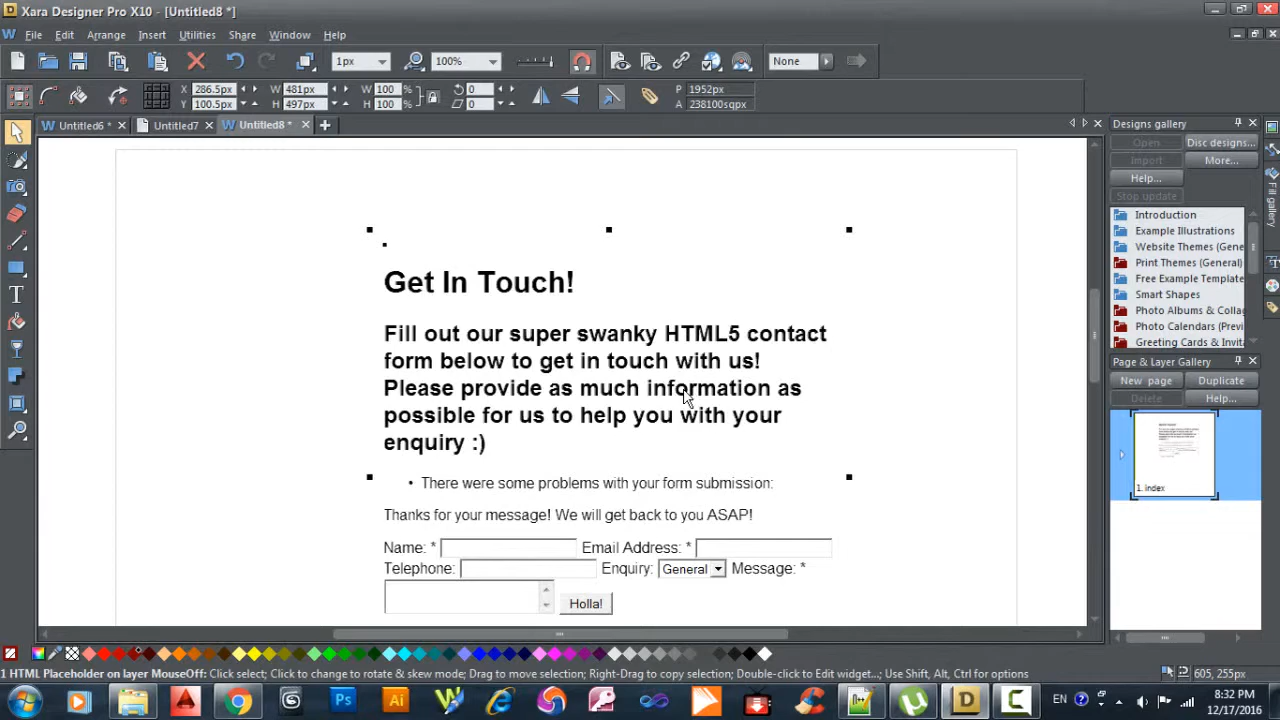 Xara Designer Pro X10 - [Untitled8 *]
File Edit Arrange Insert Utilities Share Window Help
1px 100% None
X 286.5px W 481px W 100 % 0 P 1952px
Y 100.5px H 497px H 100 0 A 238100sqpx
Untitled6 * Untitled7 Untitled8 *
Designs gallery
Open Disc designs...
Import More...
Help...
Stop update
Introduction
Example Illustrations
Website Themes (Gene
Print Themes (General)
Free Example Template
Smart Shapes
Photo Albums & Collag
Photo Calendars (Previ
Greeting Cards & Invita
Fill gallery
Get In Touch!
Fill out our super swanky HTML5 contact
form below to get in touch with us!
Please provide as much information as
possible for us to help you with your
enquiry :)
• There were some problems with your form submission:
Thanks for your message! We will get back to you ASAP!
Name: * Email Address: *
Telephone: Enquiry: General Message: *
Holla!
Page & Layer Gallery
New page Duplicate
Delete Help...
1. index
1 HTML Placeholder on layer MouseOff: Click select; Click to change to rotate & skew mode; Drag to move selection; Right-Drag to copy selection; Double-click to Edit widget... ; Use Shift, Alt, Ctrl for options 605, 255px
Ps Ai EN 8:32 PM
12/17/2016